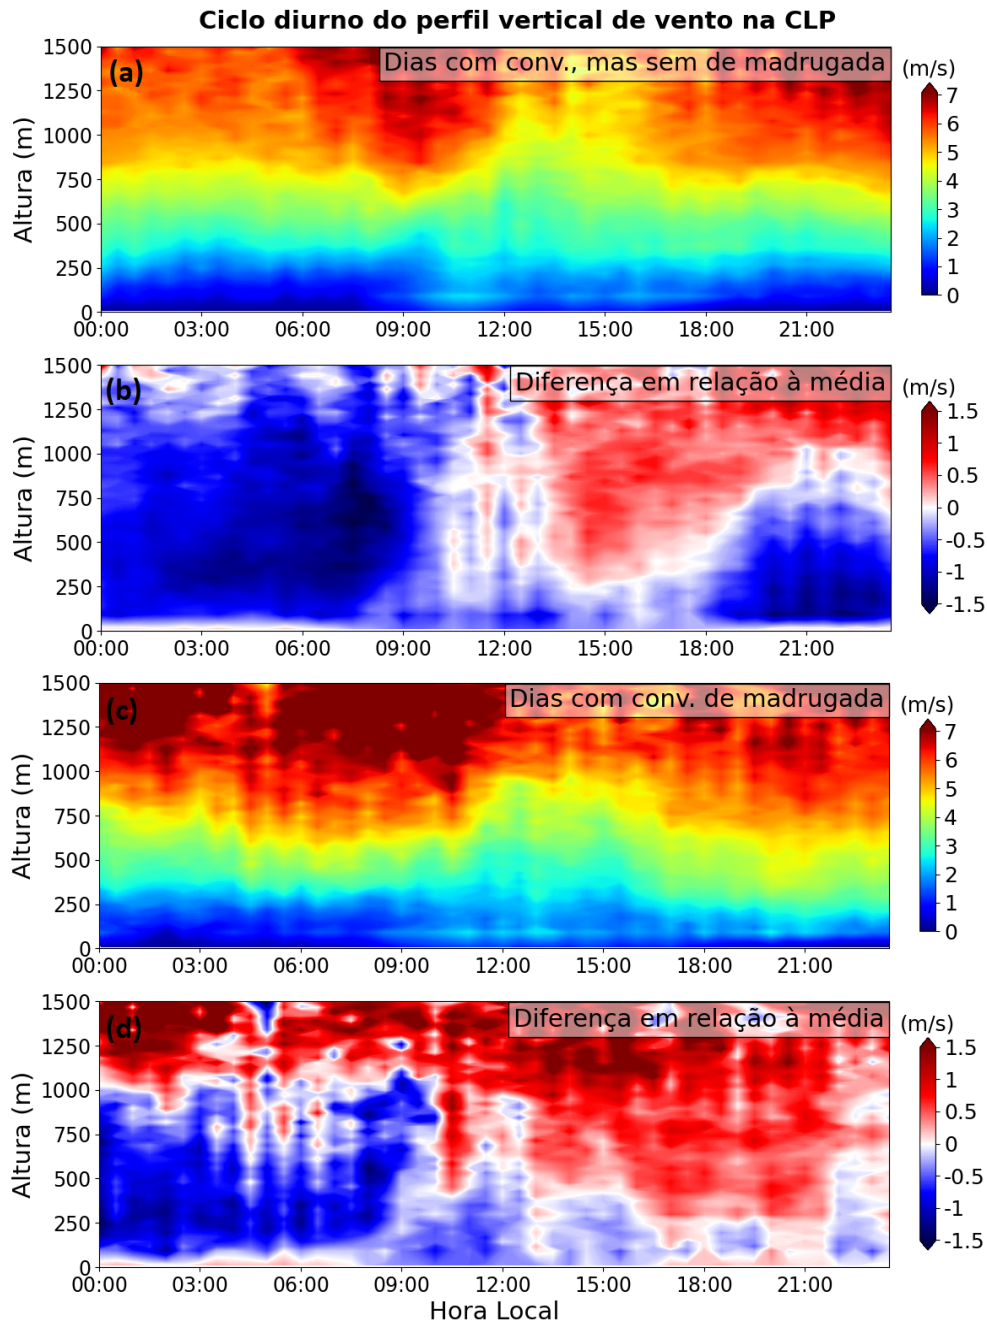 Ciclo diurno do perfil vertical de vento na CLP
(a)
Dias com conv., mas sem de madrugada
(m/s)
Altura (m)
1500
1250
1000
750
500
250
0
00:00 03:00 06:00 09:00 12:00 15:00 18:00 21:00
7
6
5
4
3
2
1
0
(b)
Diferença em relação à média
(m/s)
Altura (m)
1500
1250
1000
750
500
250
0
00:00 03:00 06:00 09:00 12:00 15:00 18:00 21:00
1.5
1
0.5
0
-0.5
-1
-1.5
(c)
Dias com conv. de madrugada
(m/s)
Altura (m)
1500
1250
1000
750
500
250
0
00:00 03:00 06:00 09:00 12:00 15:00 18:00 21:00
7
6
5
4
3
2
1
0
(d)
Diferença em relação à média
(m/s)
Altura (m)
1500
1250
1000
750
500
250
0
00:00 03:00 06:00 09:00 12:00 15:00 18:00 21:00
1.5
1
0.5
0
-0.5
-1
-1.5
Hora Local